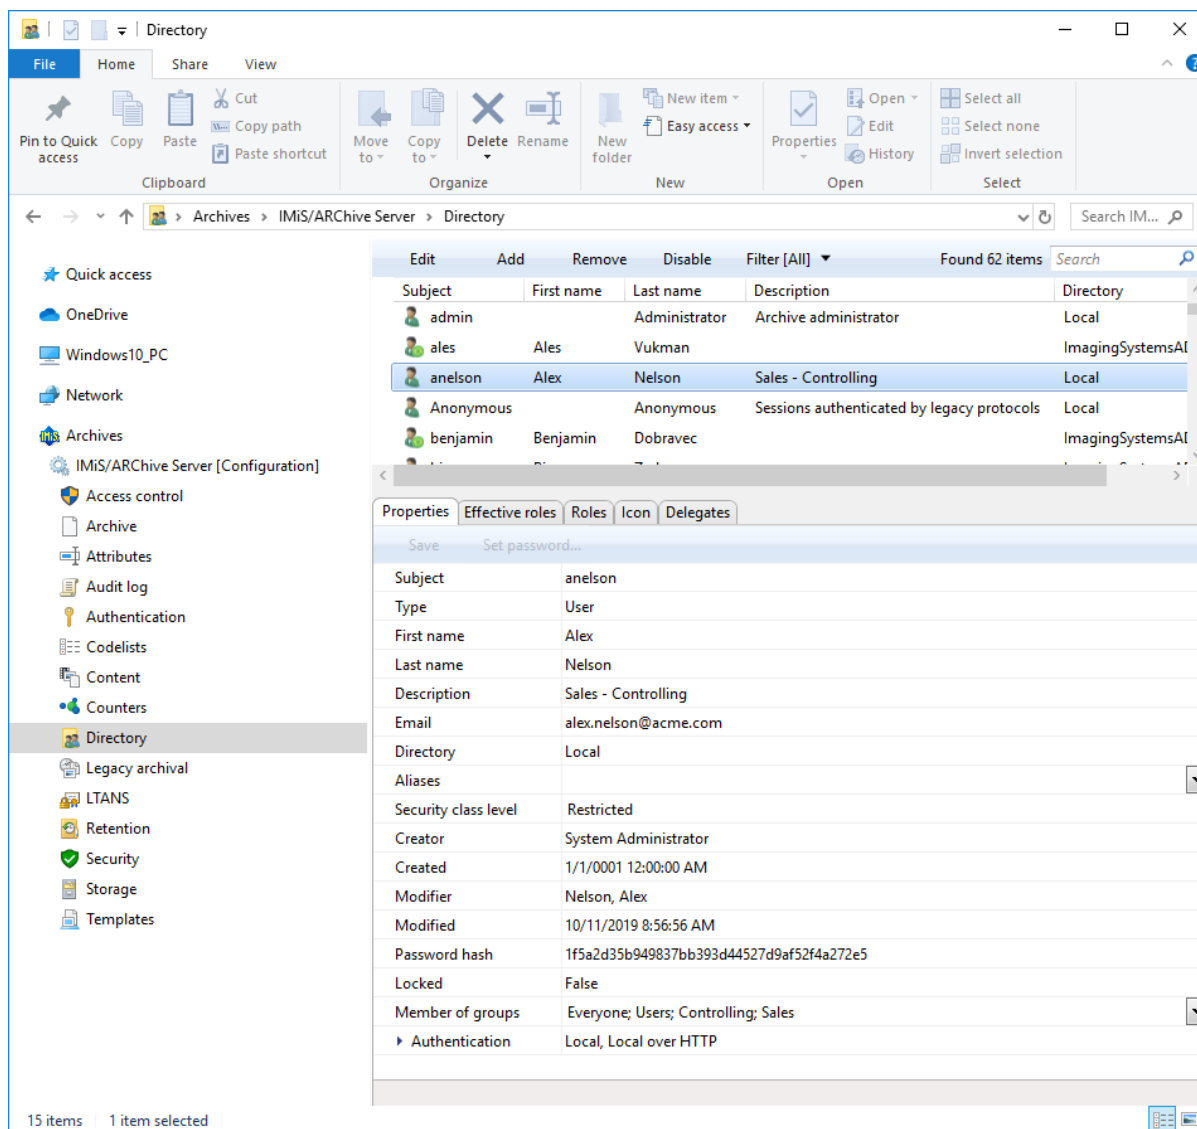 Directory
File Home Share View
Pin to Quick access
Copy
Paste
Cut
Copy path
Paste shortcut
Clipboard
Move to
Copy to
Delete
Rename
Organize
New folder
New item
Easy access
New
Properties
Open
Edit
History
Open
Select all
Select none
Invert selection
Select
Archives > IMiS/ARChive Server > Directory
Search IM...
Quick access
OneDrive
Windows10_PC
Network
Archives
IMiS/ARChive Server [Configuration]
Access control
Archive
Attributes
Audit log
Authentication
Codelists
Content
Counters
Directory
Legacy archival
LTANS
Retention
Security
Storage
Templates
Edit Add Remove Disable Filter [All] Found 62 items Search
Subject First name Last name Description Directory
admin Administrator Archive administrator Local
ales Ales Vukman ImagingSystemsAD
anelson Alex Nelson Sales - Controlling Local
Anonymous Anonymous Sessions authenticated by legacy protocols Local
benjamin Benjamin Dobravec
Properties Effective roles Roles Icon Delegates
Save Set password...
Subject anelson
Type User
First name Alex
Last name Nelson
Description Sales - Controlling
Email alex.nelson@acme.com
Directory Local
Aliases
Security class level Restricted
Creator System Administrator
Created 1/1/0001 12:00:00 AM
Modifier Nelson, Alex
Modified 10/11/2019 8:56:56 AM
Password hash 1f5a2d35b949837bb393d44527d9af52f4a272e5
Locked False
Member of groups Everyone; Users; Controlling; Sales
Authentication Local, Local over HTTP
15 items 1 item selected